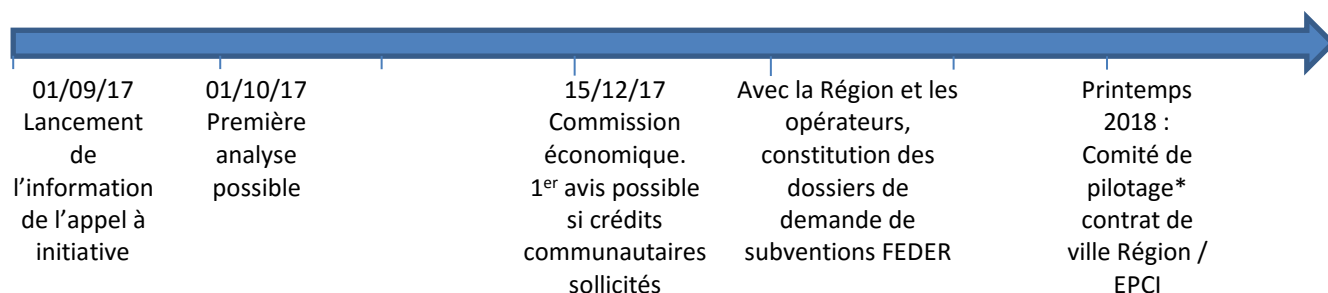 01/09/17
Lancement
de
l’information
de l’appel à
initiative
01/10/17
Première
analyse
possible
15/12/17
Commission
économique.
1er avis possible
si crédits
communautaires
sollicités
Avec la Région et les
opérateurs,
constitution des
dossiers de
demande de
subventions FEDER
Printemps
2018 :
Comité de
pilotage*
contrat de
ville Région /
EPCI